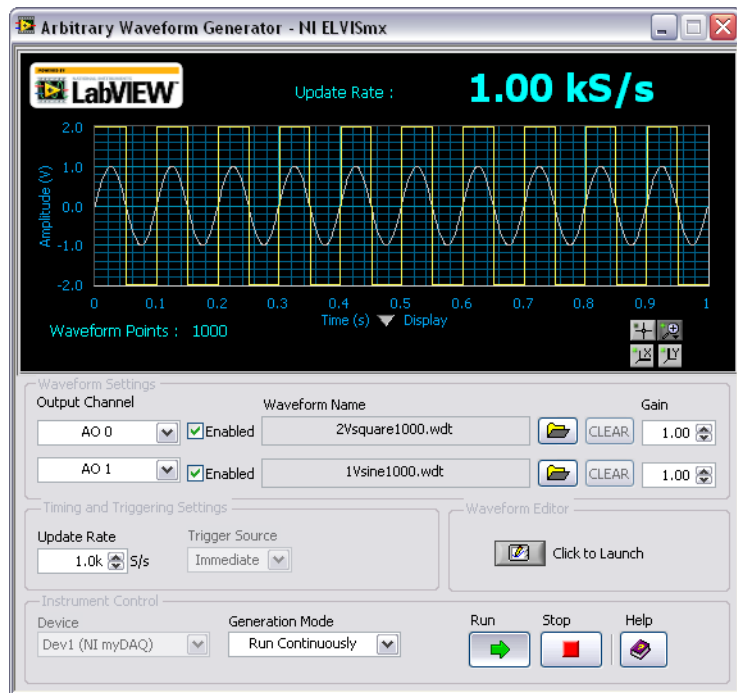 Arbitrary Waveform Generator - NI ELVISmx
POWERED BY
LabVIEW
Update Rate :
1.00 kS/s
2.0
1.0
0.0
-1.0
-2.0
Amplitude (V)
0 0.1 0.2 0.3 0.4 0.5 0.6 0.7 0.8 0.9 1
Time (s) Display
Waveform Points : 1000
Waveform Settings
Output Channel Waveform Name Gain
AO 0 Enabled 2Vsquare1000.wdt CLEAR 1.00
AO 1 Enabled 1Vsine1000.wdt CLEAR 1.00
Timing and Triggering Settings
Update Rate Trigger Source
1.0k S/s Immediate
Waveform Editor
Click to Launch
Instrument Control
Device Generation Mode Run Stop Help
Dev1 (NI myDAQ) Run Continuously